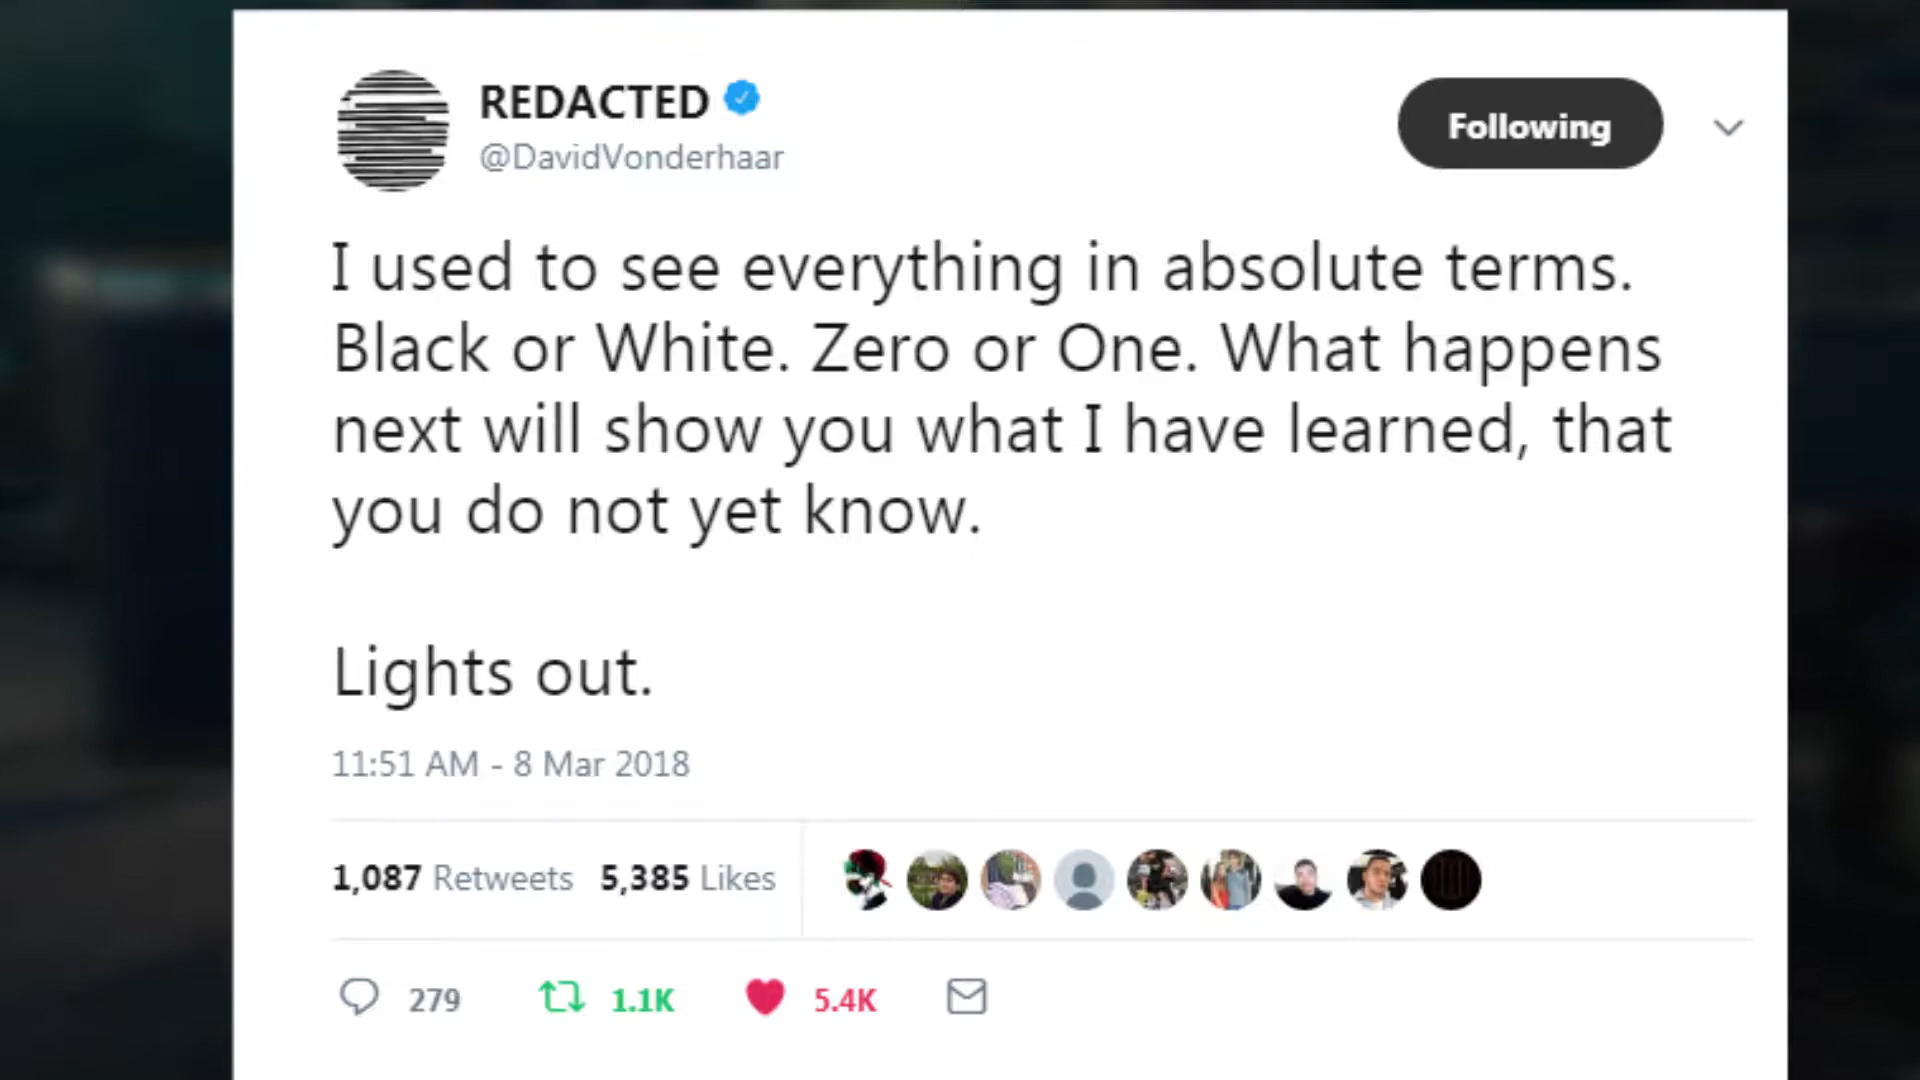 REDACTED
@DavidVonderhaar
Following
I used to see everything in absolute terms.
Black or White. Zero or One. What happens
next will show you what I have learned, that
you do not yet know.
Lights out.
11:51 AM - 8 Mar 2018
1,087 Retweets 5,385 Likes
279 1.1K 5.4K